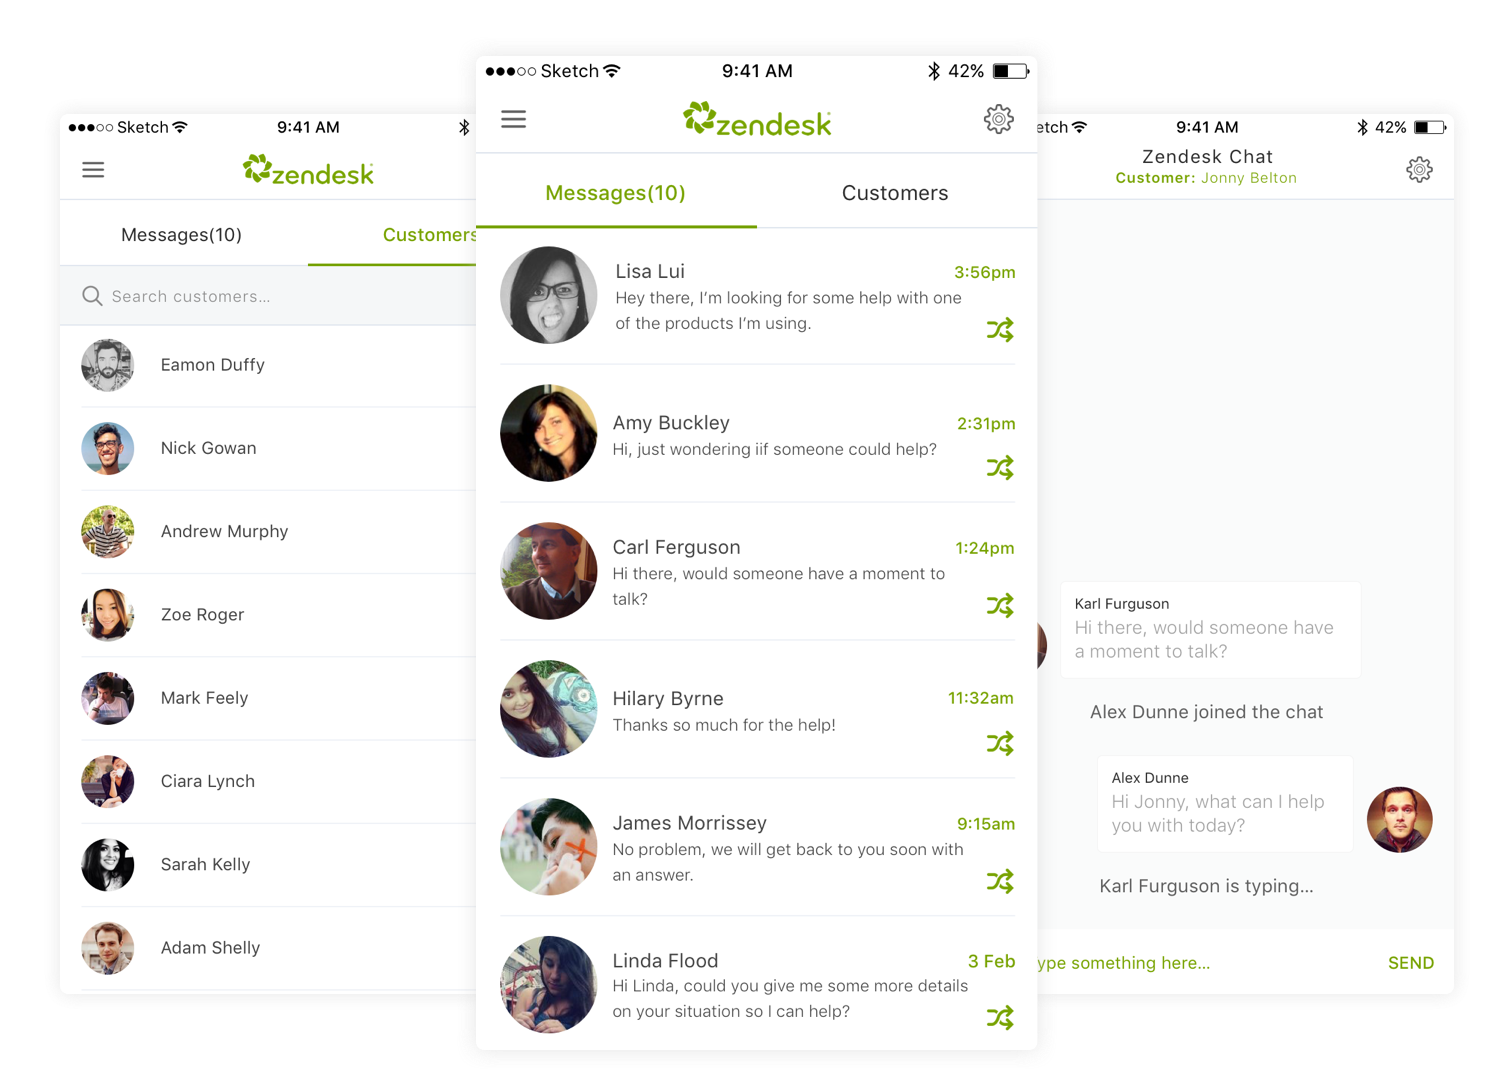 Sketch 9:41 AM
zendesk
Messages(10) Customers
Search customers...
Eamon Duffy
Nick Gowan
Andrew Murphy
Zoe Roger
Mark Feely
Ciara Lynch
Sarah Kelly
Adam Shelly
Sketch 9:41 AM 42%
zendesk
Messages(10) Customers
Lisa Lui 3:56pm
Hey there, I’m looking for some help with one
of the products I’m using.
Amy Buckley 2:31pm
Hi, just wondering iif someone could help?
Carl Ferguson 1:24pm
Hi there, would someone have a moment to
talk?
Hilary Byrne 11:32am
Thanks so much for the help!
James Morrissey 9:15am
No problem, we will get back to you soon with
an answer.
Linda Flood 3 Feb
Hi Linda, could you give me some more details
on your situation so I can help?
etch 9:41 AM 42%
Zendesk Chat
Customer: Jonny Belton
Karl Furguson
Hi there, would someone have
a moment to talk?
Alex Dunne joined the chat
Alex Dunne
Hi Jonny, what can I help
you with today?
Karl Furguson is typing...
ype something here... SEND